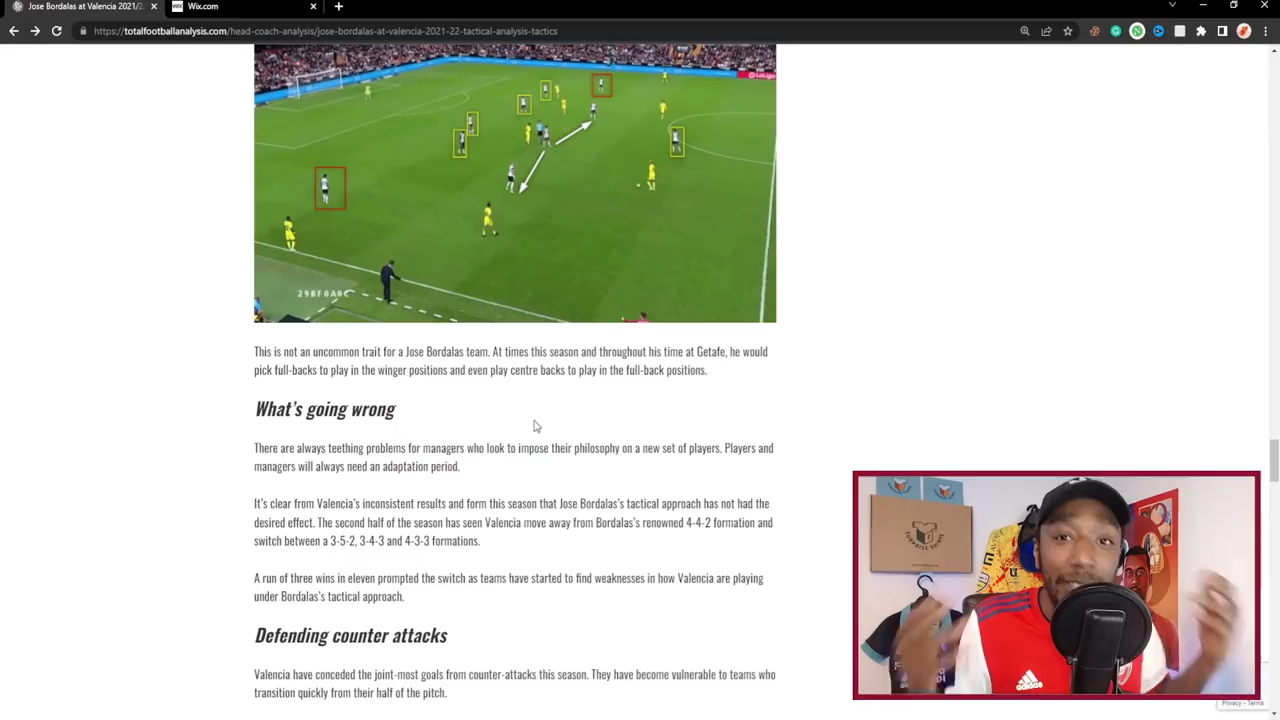 Jose Bordalas at Valencia 2021/2
Wix.com
https://totalfootballanalysis.com/head-coach-analysis/jose-bordalas-at-valencia-2021-22-tactical-analysis-tactics
29BF0A0C
This is not an uncommon trait for a Jose Bordalas team. At times this season and throughout his time at Getafe, he would
pick full-backs to play in the winger positions and even play centre backs to play in the full-back positions.
What's going wrong
There are always teething problems for managers who look to impose their philosophy on a new set of players. Players and
managers will always need an adaptation period.
It's clear from Valencia's inconsistent results and form this season that Jose Bordalas's tactical approach has not had the
desired effect. The second half of the season has seen Valencia move away from Bordalas's renowned 4-4-2 formation and
switch between a 3-5-2, 3-4-3 and 4-3-3 formations.
A run of three wins in eleven prompted the switch as teams have started to find weaknesses in how Valencia are playing
under Bordalas's tactical approach.
Defending counter attacks
Valencia have conceded the joint-most goals from counter-attacks this season. They have become vulnerable to teams who
transition quickly from their half of the pitch.
SURPRISE SHIRTS
adidas
Privacy - Terms